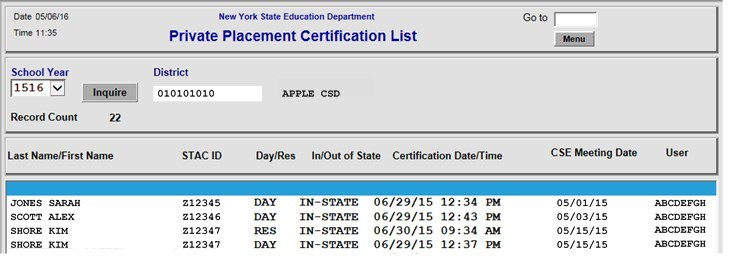 Date 05/06/16 New York State Education Department Go to
Time 11:35 Private Placement Certification List Menu
School Year District
1516 Inquire 010101010 APPLE CSD
Record Count 22
Last Name/First Name STAC ID Day/Res In/Out of State Certification Date/Time CSE Meeting Date User
JONES SARAH Z12345 DAY IN-STATE 06/29/15 12:34 PM 05/01/15 ABCDEFGH
SCOTT ALEX Z12346 DAY IN-STATE 06/29/15 12:43 PM 05/03/15 ABCDEFGH
SHORE KIM Z12347 RES IN-STATE 06/30/15 09:34 AM 05/15/15 ABCDEFGH
SHORE KIM Z12347 DAY IN-STATE 06/29/15 12:37 PM 05/15/15 ABCDEFGH